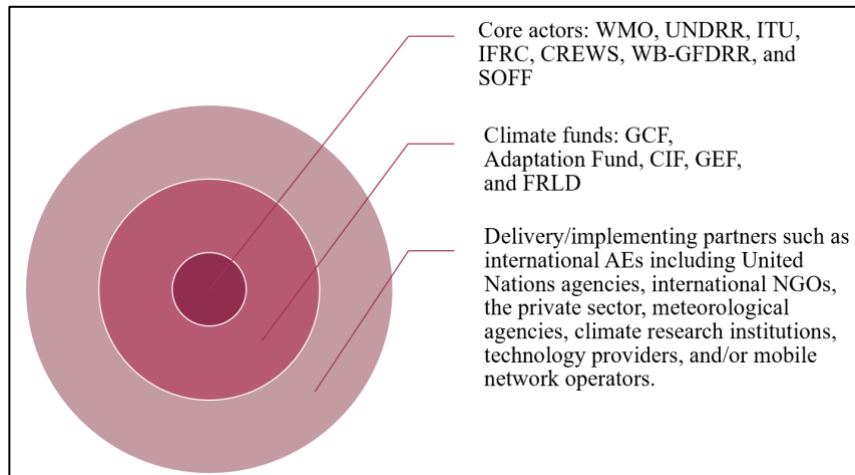 Core actors: WMO, UNDRR, ITU,
IFRC, CREWS, WB-GFDRR, and
SOFF
Climate funds: GCF,
Adaptation Fund, CIF, GEF,
and FRLD
Delivery/implementing partners such as
international AEs including United
Nations agencies, international NGOs,
the private sector, meteorological
agencies, climate research institutions,
technology providers, and/or mobile
network operators.